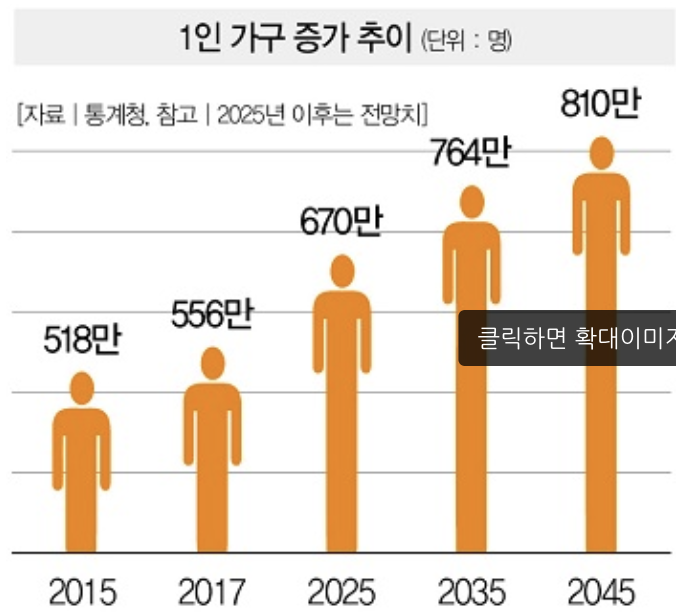 1인 가구 증가 추이 (단위 : 명)
[자료 | 통계청, 참고 | 2025년 이후는 전망치]
810만
764만
670만
556만
518만
클릭하면 확대이미지
2015 2017 2025 2035 2045